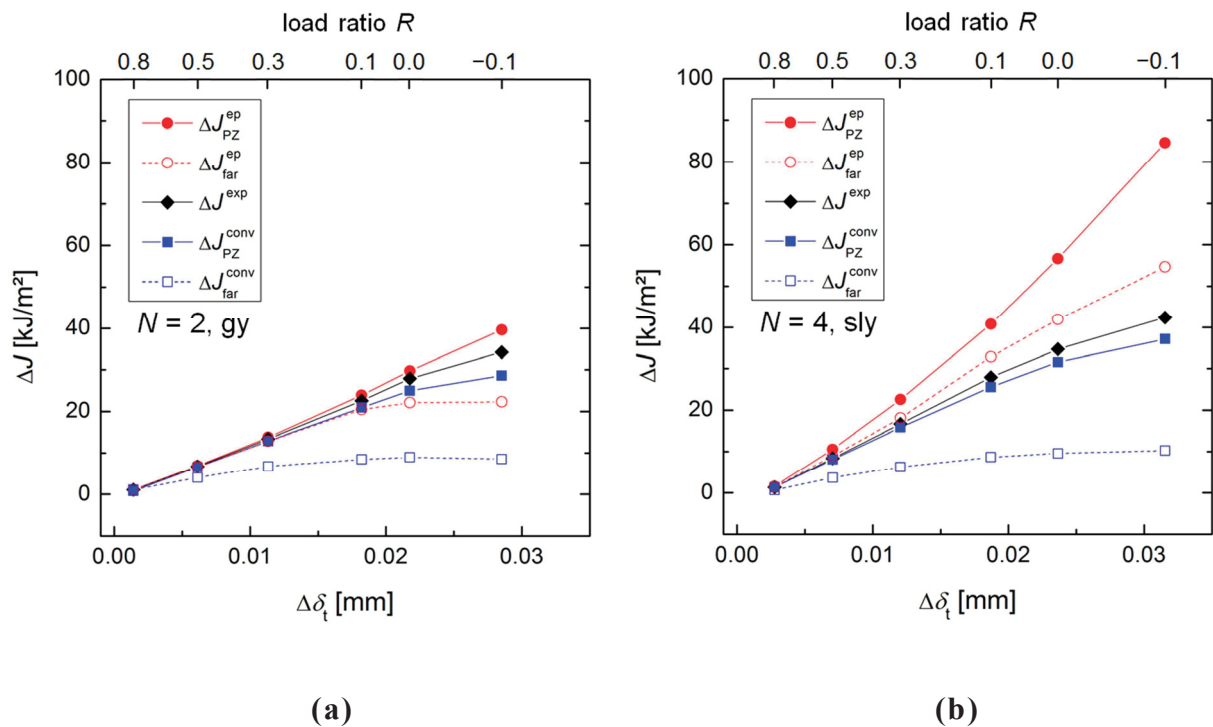 load ratio R
0.8 0.5 0.3 0.1 0.0 −0.1
100
80
60
40
20
0
ΔJ [kJ/m²]
ΔJ^ep_PZ
ΔJ^ep_far
ΔJ^exp
ΔJ^conv_PZ
ΔJ^conv_far
N = 2, gy
0.00 0.01 0.02 0.03
Δδ_t [mm]
(a)
load ratio R
0.8 0.5 0.3 0.1 0.0 −0.1
100
80
60
40
20
0
ΔJ [kJ/m²]
ΔJ^ep_PZ
ΔJ^ep_far
ΔJ^exp
ΔJ^conv_PZ
ΔJ^conv_far
N = 4, sly
0.00 0.01 0.02 0.03
Δδ_t [mm]
(b)